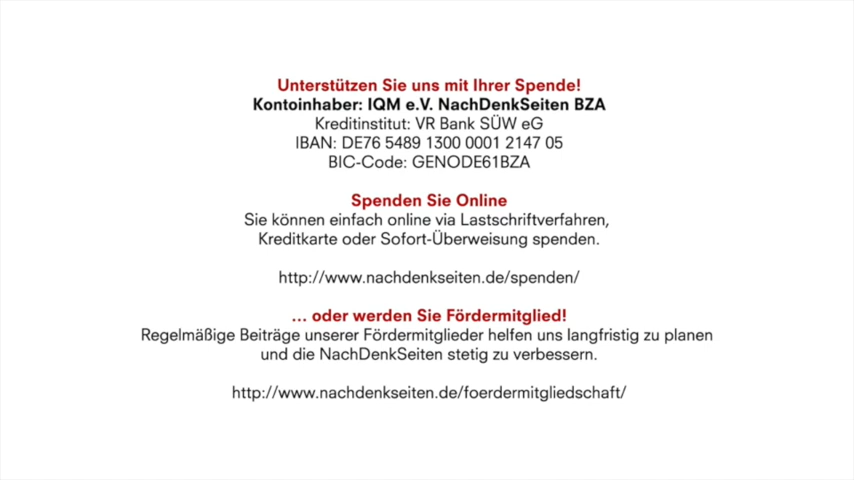 Unterstützen Sie uns mit Ihrer Spende!
Kontoinhaber: IQM e.V. NachDenkSeiten BZA
Kreditinstitut: VR Bank SÜW eG
IBAN: DE76 5489 1300 0001 2147 05
BIC-Code: GENODE61BZA
Spenden Sie Online
Sie können einfach online via Lastschriftverfahren,
Kreditkarte oder Sofort-Überweisung spenden.
http://www.nachdenkseiten.de/spenden/
... oder werden Sie Fördermitglied!
Regelmäßige Beiträge unserer Fördermitglieder helfen uns langfristig zu planen
und die NachDenkSeiten stetig zu verbessern.
http://www.nachdenkseiten.de/foerdermitgliedschaft/